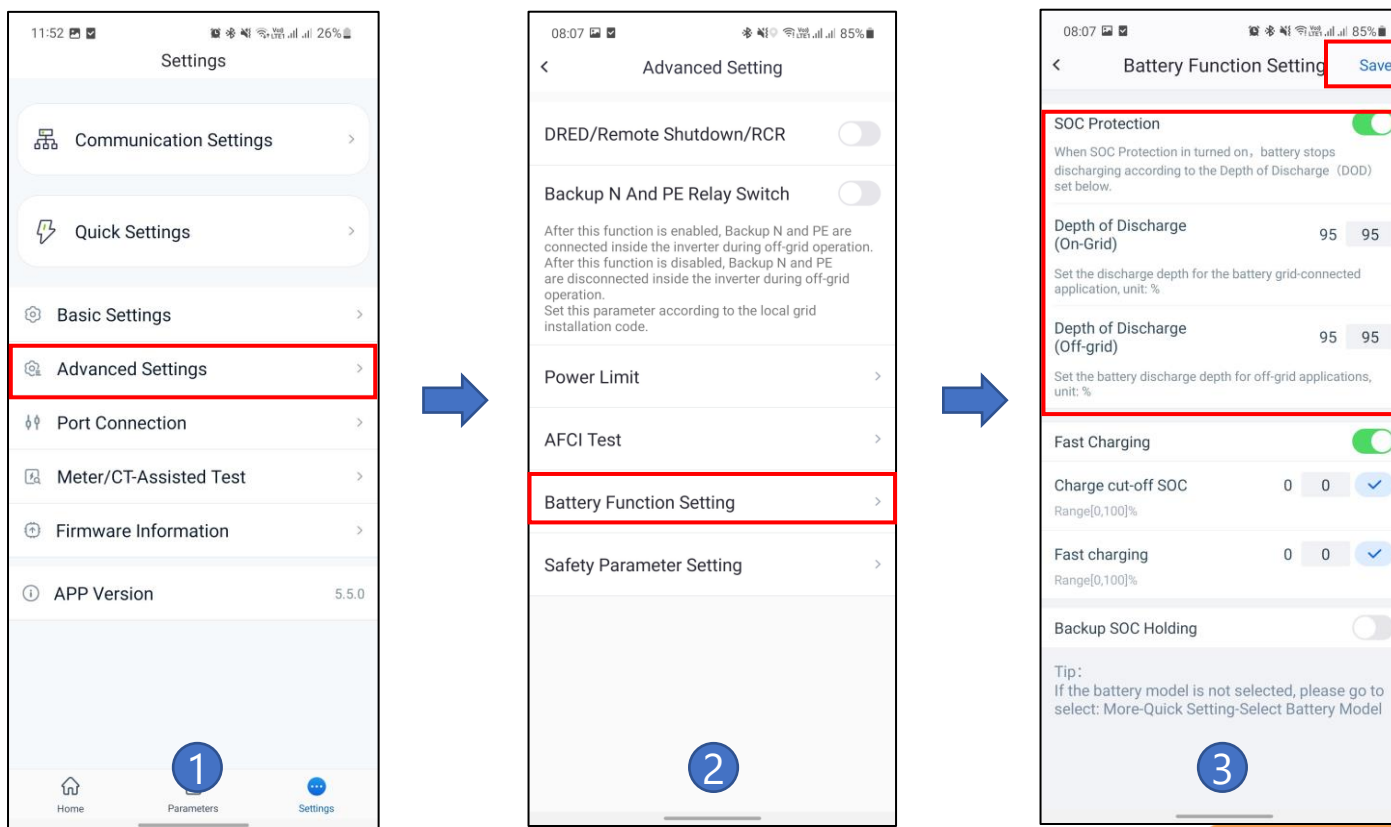 11:52
26%
Settings
Communication Settings
Quick Settings
Basic Settings
Advanced Settings
Port Connection
Meter/CT-Assisted Test
Firmware Information
APP Version 5.5.0
Home Parameters Settings
1
08:07
85%
Advanced Setting
DRED/Remote Shutdown/RCR
Backup N And PE Relay Switch
After this function is enabled, Backup N and PE are
connected inside the inverter during off-grid operation.
After this function is disabled, Backup N and PE
are disconnected inside the inverter during off-grid
operation.
Set this parameter according to the local grid
installation code.
Power Limit
AFCI Test
Battery Function Setting
Safety Parameter Setting
2
08:07
85%
Battery Function Setting Save
SOC Protection
When SOC Protection in turned on，battery stops
discharging according to the Depth of Discharge（DOD）
set below.
Depth of Discharge
(On-Grid) 95 95
Set the discharge depth for the battery grid-connected
application, unit: %
Depth of Discharge
(Off-grid) 95 95
Set the battery discharge depth for off-grid applications,
unit: %
Fast Charging
Charge cut-off SOC 0 0
Range[0,100]%
Fast charging 0 0
Range[0,100]%
Backup SOC Holding
Tip：
If the battery model is not selected, please go to
select: More-Quick Setting-Select Battery Model
3